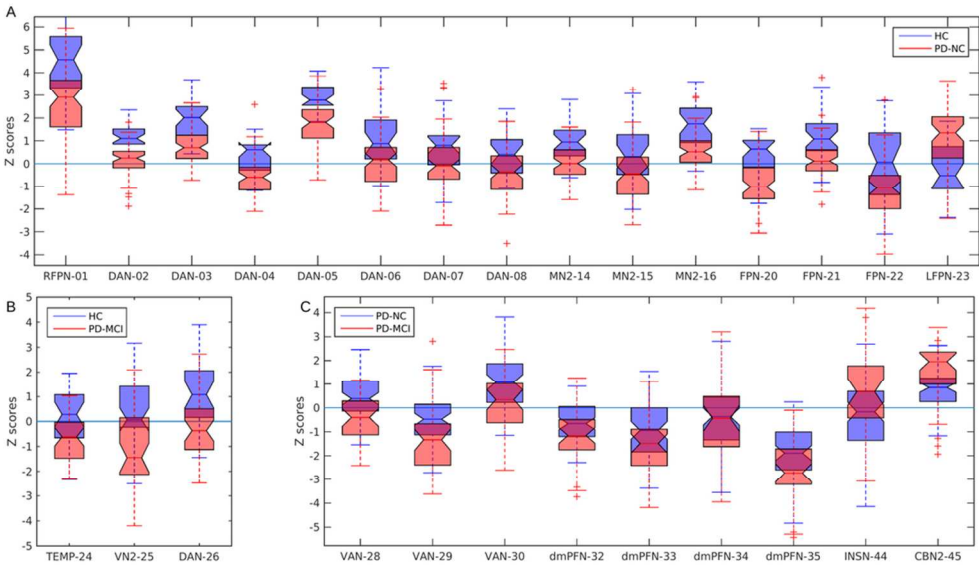 A
Z scores
6
5
4
3
2
1
0
-1
-2
-3
-4
HC
PD-NC
RFPN-01 DAN-02 DAN-03 DAN-04 DAN-05 DAN-06 DAN-07 DAN-08 MN2-14 MN2-15 MN2-16 FPN-20 FPN-21 FPN-22 LFPN-23
B
Z scores
5
4
3
2
1
0
-1
-2
-3
-4
-5
HC
PD-MCI
TEMP-24 VN2-25 DAN-26
C
Z scores
4
3
2
1
0
-1
-2
-3
-4
-5
PD-NC
PD-MCI
VAN-28 VAN-29 VAN-30 dmPFN-32 dmPFN-33 dmPFN-34 dmPFN-35 INSN-44 CBN2-45